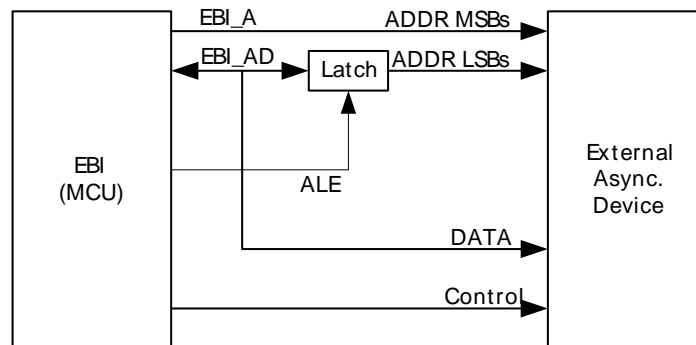 EBI_A
ADDR MSBs
EBI_AD
Latch
ADDR LSBs
EBI
(MCU)
ALE
External
Async.
Device
DATA
Control